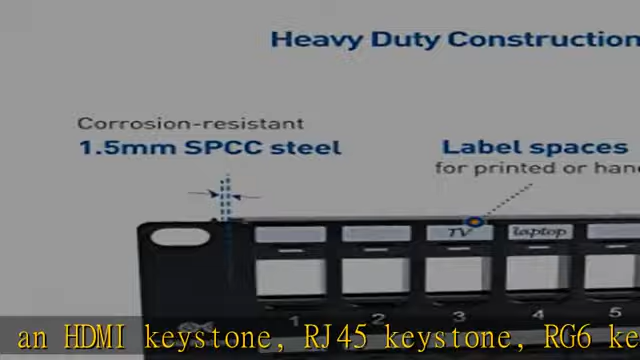 Heavy Duty Construction
Corrosion-resistant
1.5mm SPCC steel
Label spaces
for printed or han
TV laptop
1 2 3 4 5
an HDMI keystone, RJ45 keystone, RG6 ke